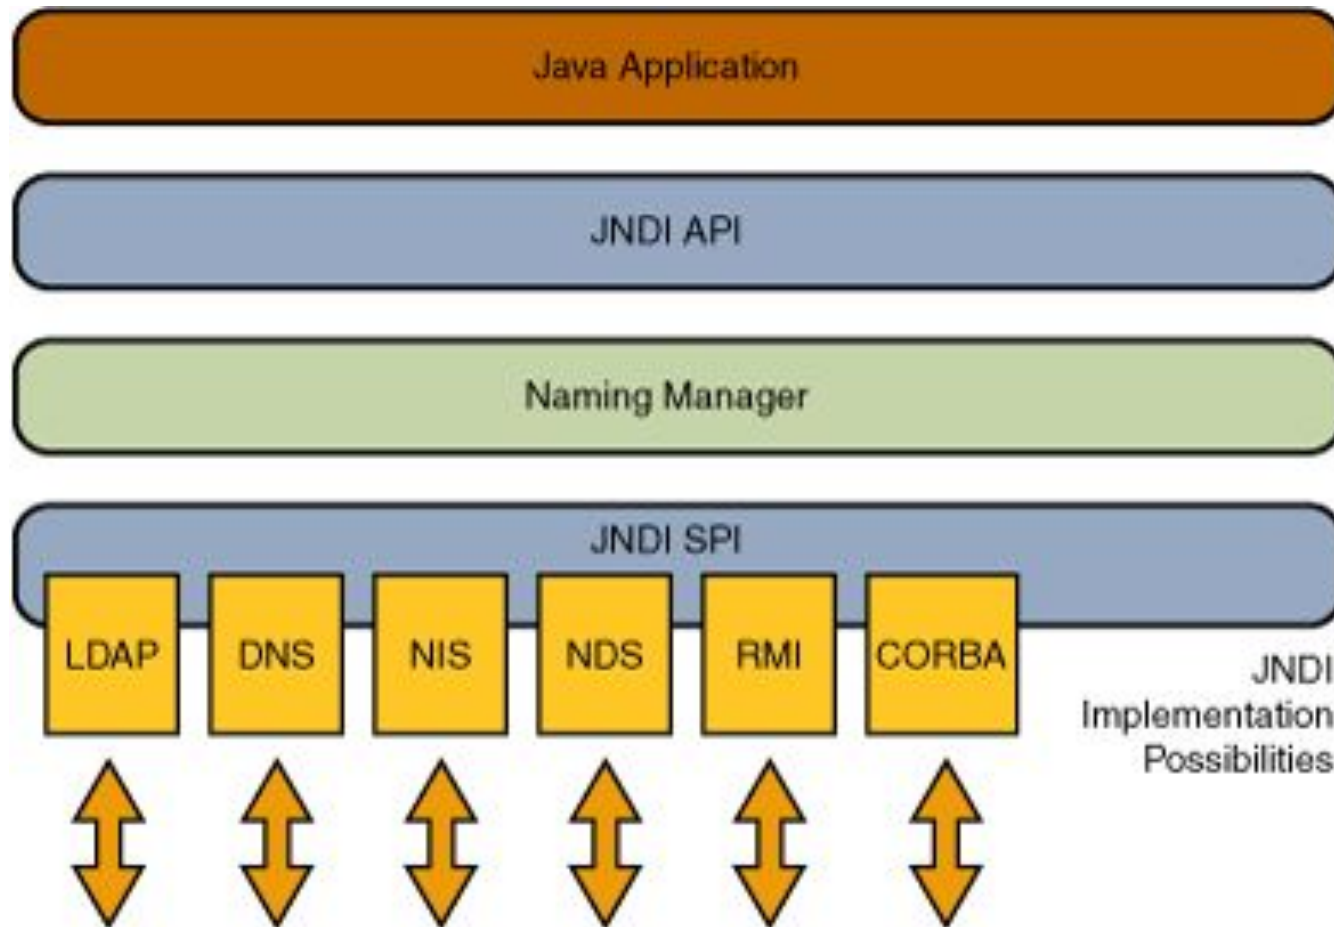 Java Application
JNDI API
Naming Manager
JNDI SPI
LDAP
DNS
NIS
NDS
RMI
CORBA
JNDI
Implementation
Possibilities